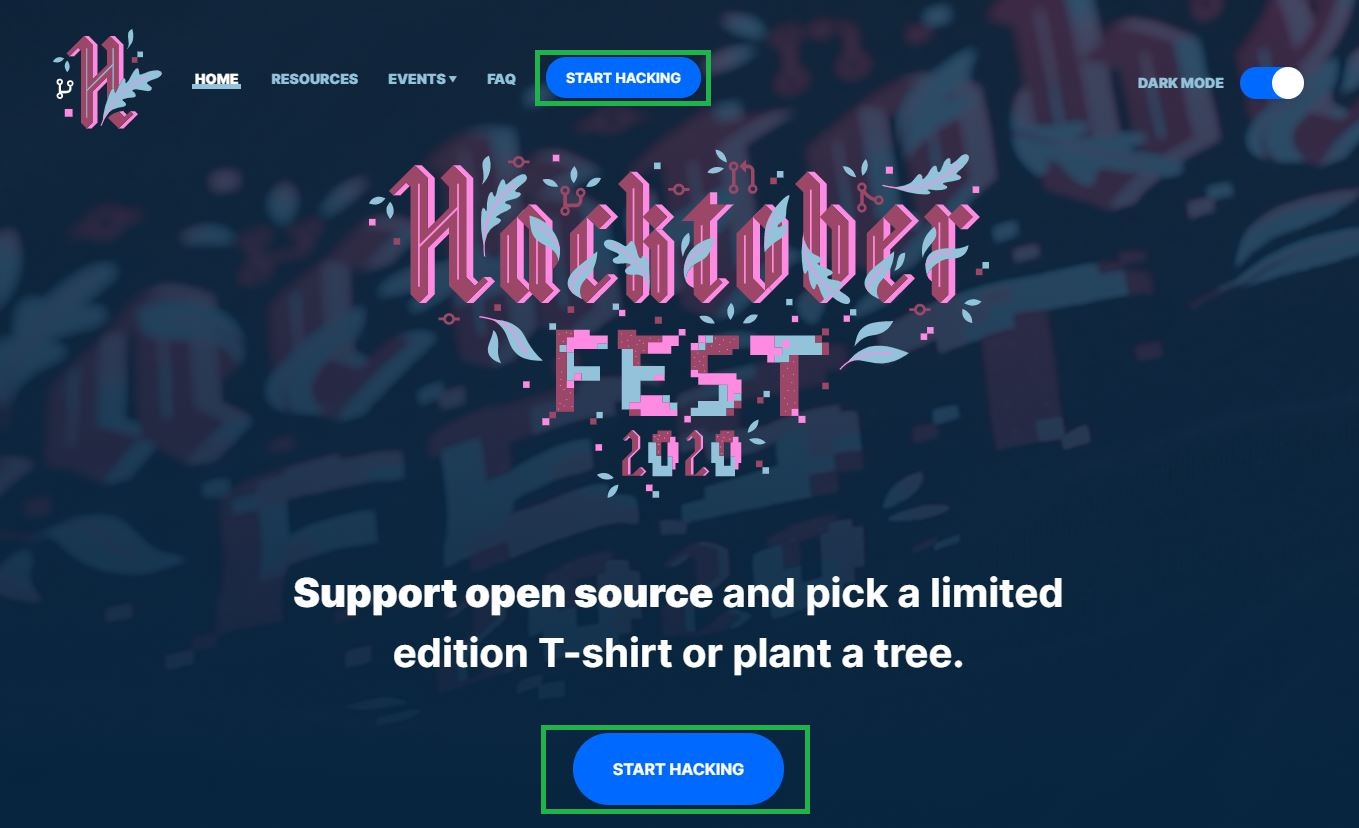 H
HOME
RESOURCES
EVENTS
FAQ
START HACKING
DARK MODE
Hacktober
FEST
2020
Support open source and pick a limited
edition T-shirt or plant a tree.
START HACKING